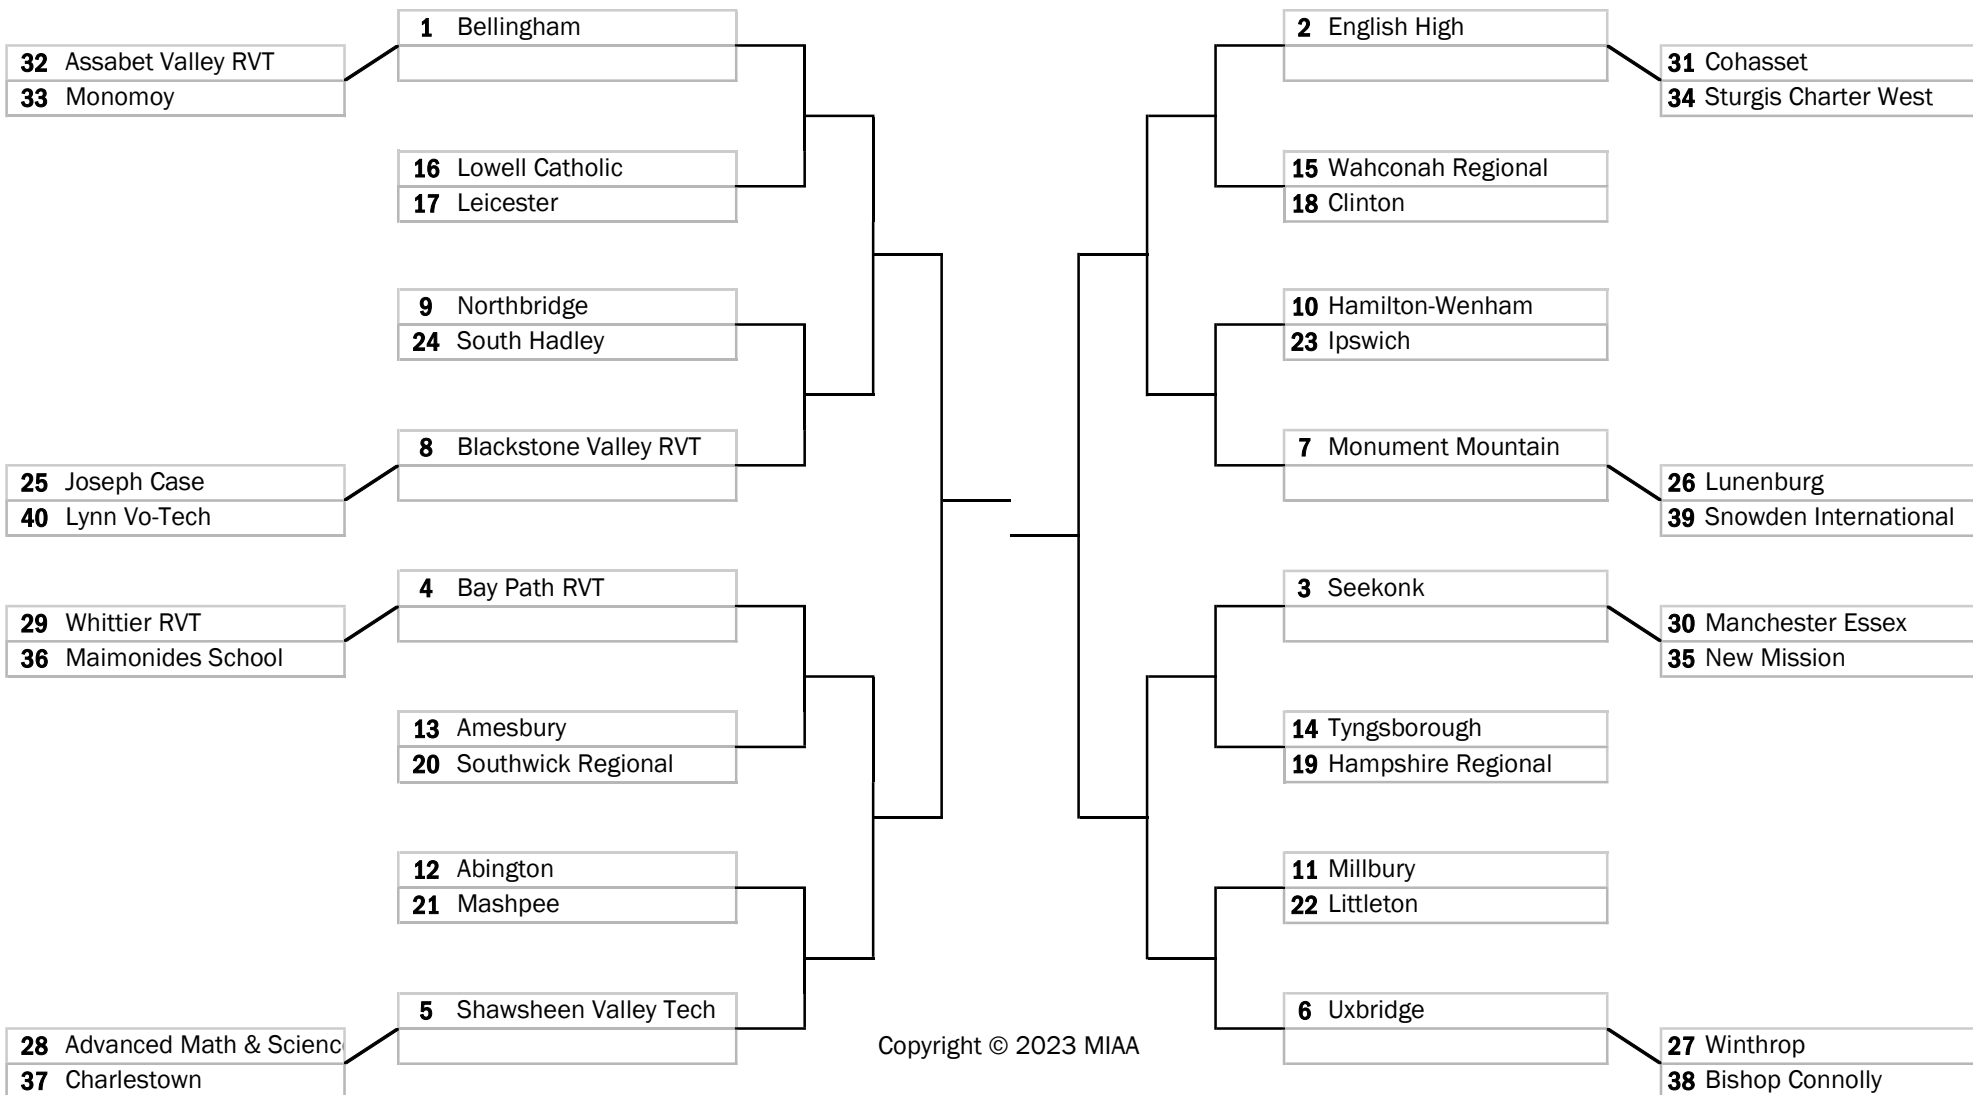 1 Bellingham
32 Assabet Valley RVT
33 Monomoy
16 Lowell Catholic
17 Leicester
9 Northbridge
24 South Hadley
8 Blackstone Valley RVT
25 Joseph Case
40 Lynn Vo-Tech
4 Bay Path RVT
29 Whittier RVT
36 Maimonides School
13 Amesbury
20 Southwick Regional
12 Abington
21 Mashpee
5 Shawsheen Valley Tech
28 Advanced Math & Scienc
37 Charlestown
2 English High
31 Cohasset
34 Sturgis Charter West
15 Wahconah Regional
18 Clinton
10 Hamilton-Wenham
23 Ipswich
7 Monument Mountain
26 Lunenburg
39 Snowden International
3 Seekonk
30 Manchester Essex
35 New Mission
14 Tyngsborough
19 Hampshire Regional
11 Millbury
22 Littleton
6 Uxbridge
27 Winthrop
38 Bishop Connolly
Copyright © 2023 MIAA